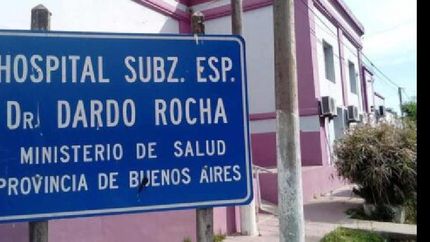 HOSPITAL SUBZ. ESP.
DR. DARDO ROCHA
MINISTERIO DE SALUD
PROVINCIA DE BUENOS AIRES